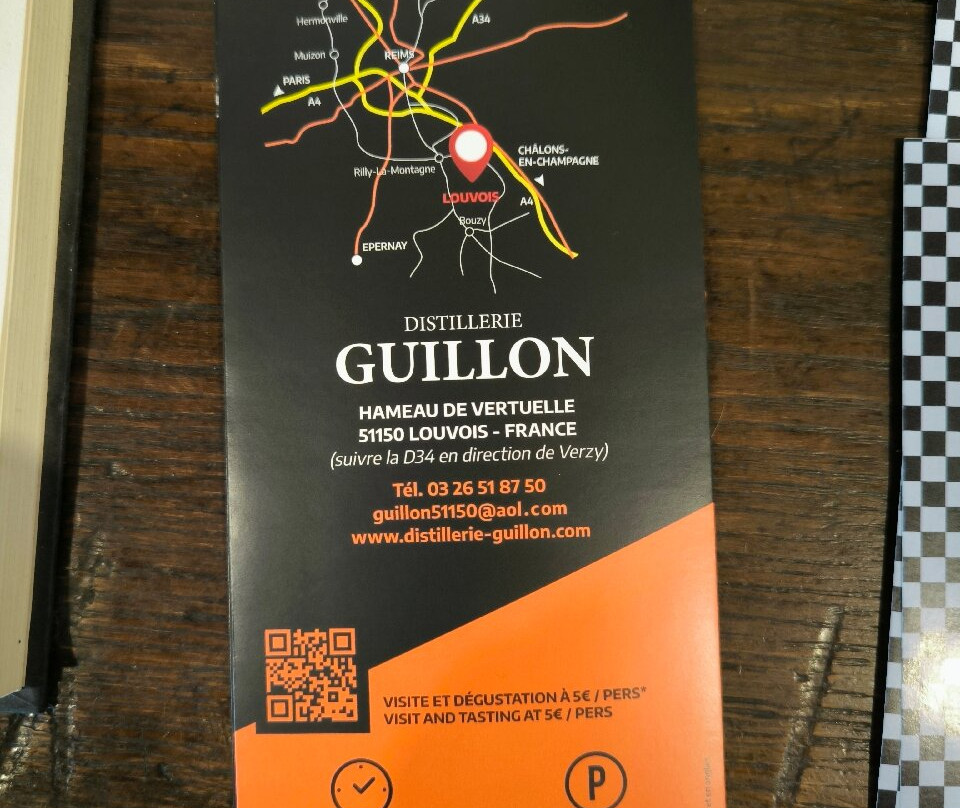 Hermonville
A34
Muizon
REIMS
PARIS
A4
CHÂLONS-
EN-CHAMPAGNE
Rilly-La-Montagne
LOUVOIS
A4
Bouzy
EPERNAY
DISTILLERIE
GUILLON
HAMEAU DE VERTUELLE
51150 LOUVOIS - FRANCE
(suivre la D34 en direction de Verzy)
Tél. 03 26 51 87 50
guillon51150@aol.com
www.distillerie-guillon.com
VISITE ET DÉGUSTATION À 5€ / PERS*
VISIT AND TASTING AT 5€ / PERS
P